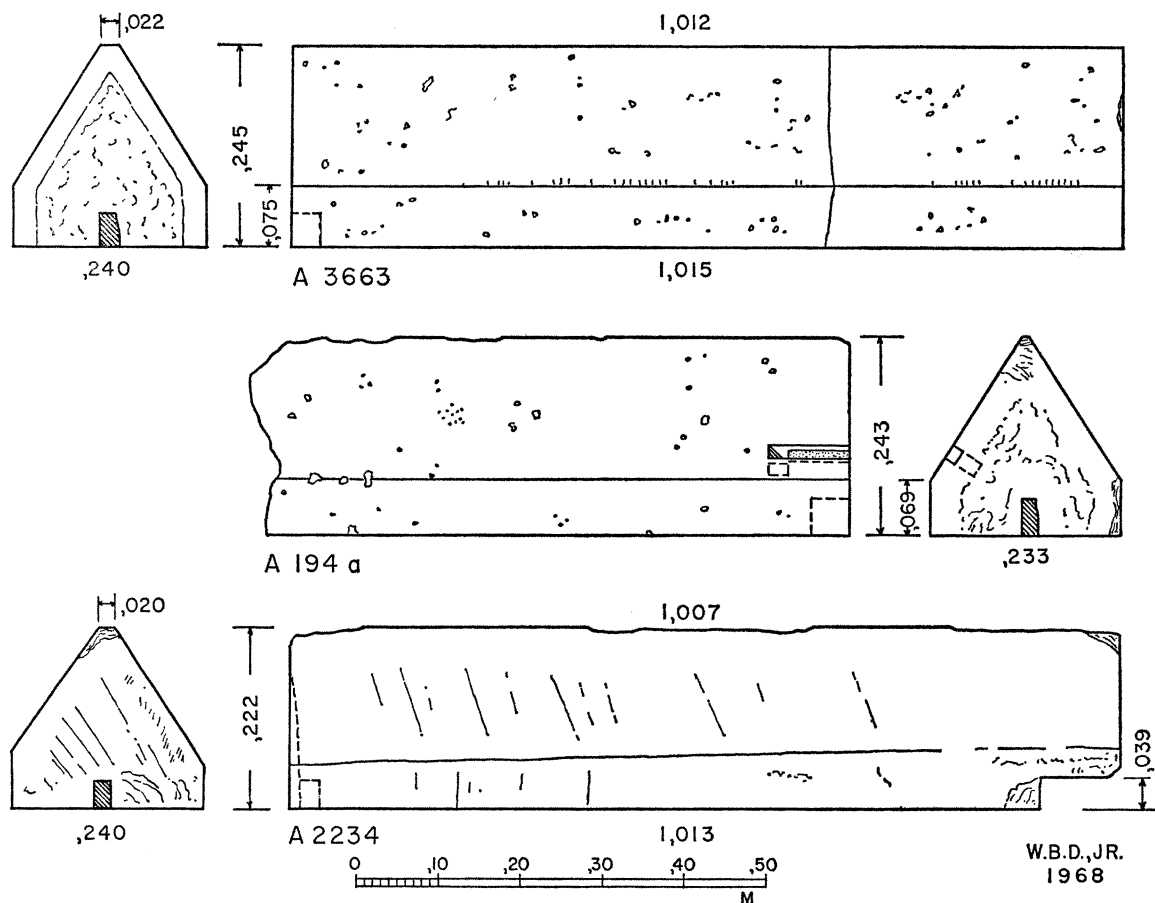 ,022
1,012
,245
,075
,240
A 3663
1,015
,243
,069
A 194 a
,233
,020
1,007
,222
,039
,240
A 2234
1,013
0 ,10 ,20 ,30 ,40 ,50
M
W.B.D.,JR.
1968